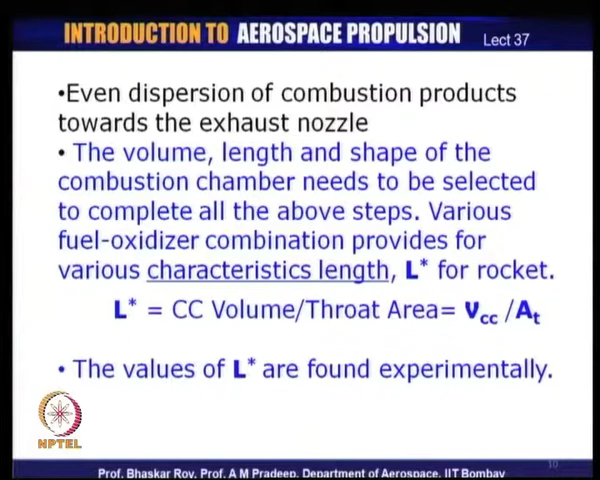 INTRODUCTION TO AEROSPACE PROPULSION Lect 37
•Even dispersion of combustion products
towards the exhaust nozzle
• The volume, length and shape of the
combustion chamber needs to be selected
to complete all the above steps. Various
fuel-oxidizer combination provides for
various characteristics length, L* for rocket.
L* = CC Volume/Throat Area= Vcc /At
• The values of L* are found experimentally.
NPTEL
10
Prof. Bhaskar Roy, Prof. A M Pradeep, Department of Aerospace, IIT Bombay